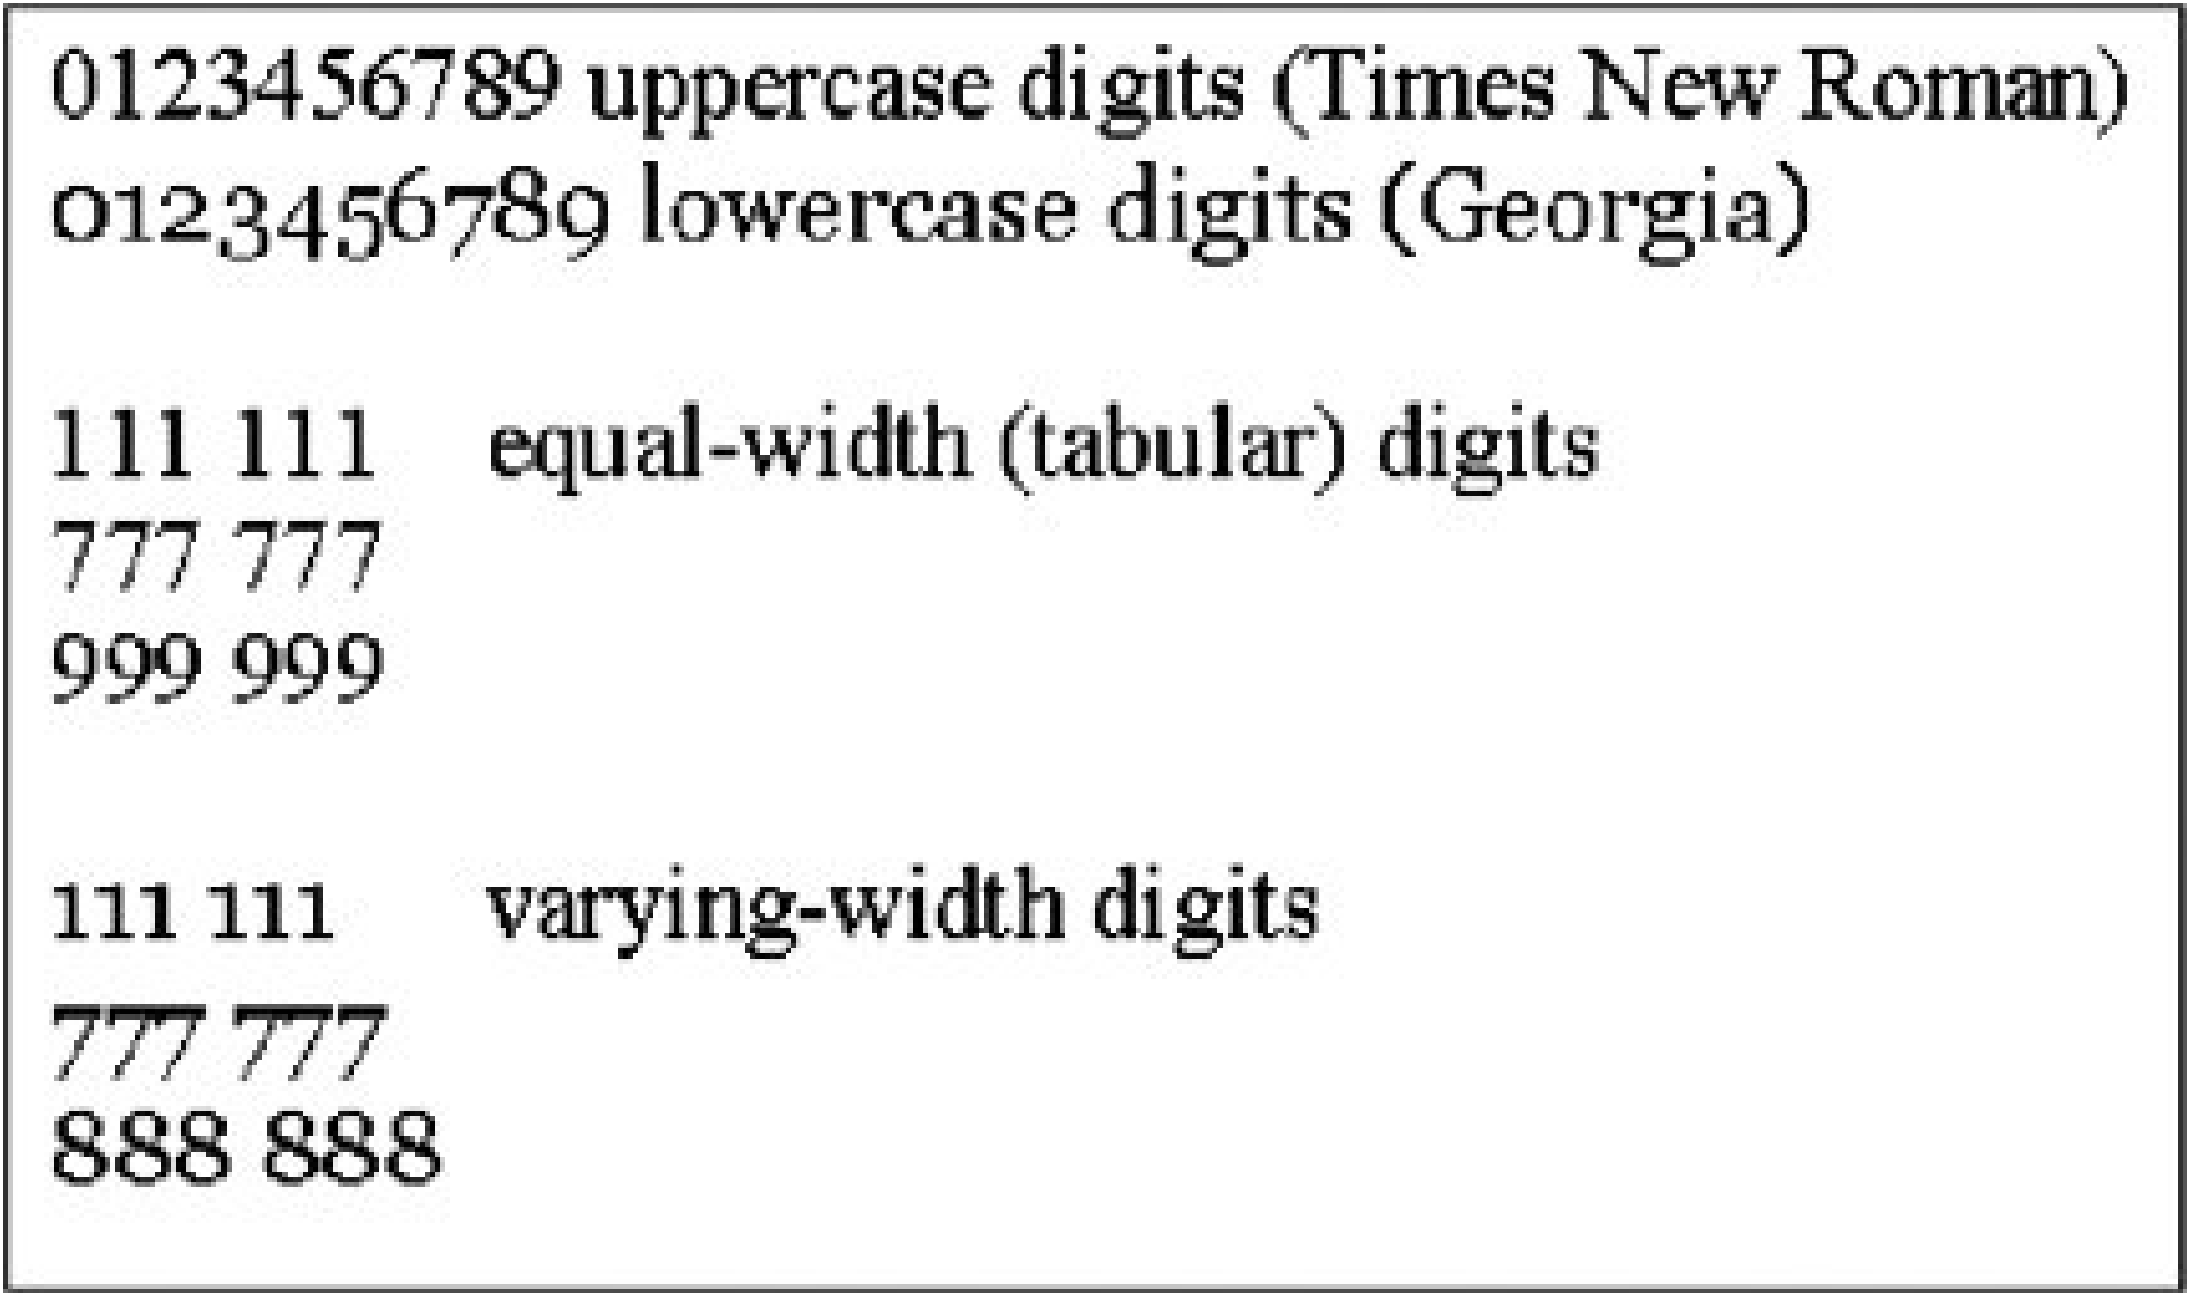 0123456789 uppercase digits (Times New Roman)
0123456789 lowercase digits (Georgia)
111 111 equal-width (tabular) digits
777 777
999 999
111 111 varying-width digits
777 777
888 888